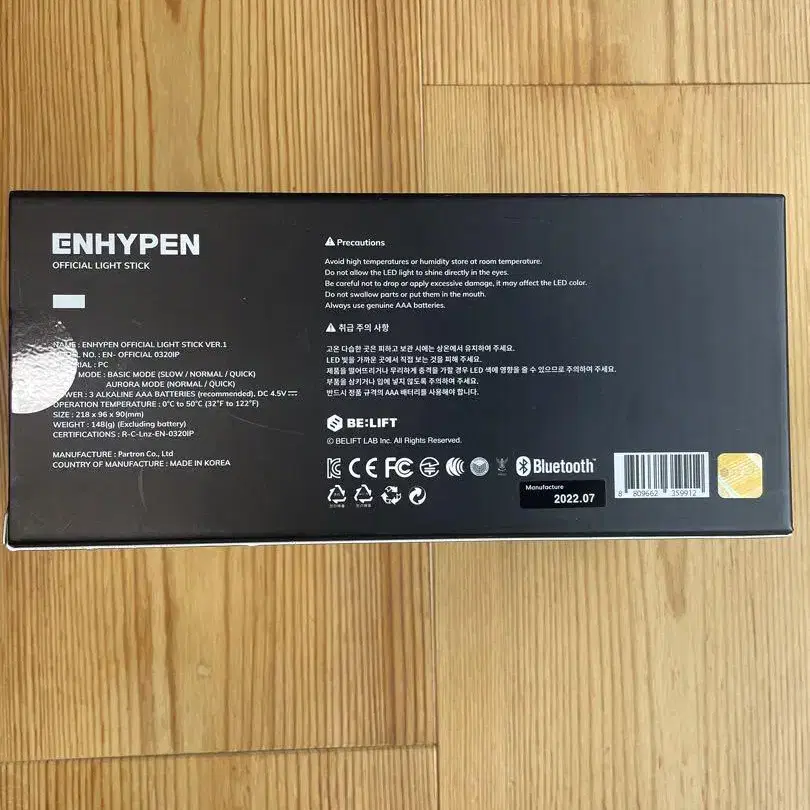 ENHYPEN
OFFICIAL LIGHT STICK
: ENHYPEN OFFICIAL LIGHT STICK VER.1
NO. : EN- OFFICIAL 0320IP
: PC
MODE : BASIC MODE (SLOW / NORMAL / QUICK)
AURORA MODE (NORMAL / QUICK)
POWER : 3 ALKALINE AAA BATTERIES (recommended), DC 4.5V
OPERATION TEMPERATURE : 0°C to 50°C (32°F to 122°F)
SIZE : 218 x 96 x 90(mm)
WEIGHT : 148(g) (Excluding battery)
CERTIFICATIONS : R-C-Lnz-EN-0320IP
MANUFACTURE : Partron Co., Ltd
COUNTRY OF MANUFACTURE : MADE IN KOREA
Precautions
Avoid high temperatures or humidity store at room temperature.
Do not allow the LED light to shine directly in the eyes.
Be careful not to drop or apply excessive damage, it may affect the LED color.
Do not swallow parts or put them in the mouth.
Always use genuine AAA batteries.
취급 주의 사항
고온 다습한 곳은 피하고 보관 시에는 상온에서 유지하여 주세요.
LED 빛을 가까운 곳에서 직접 보는 것을 피해 주세요.
제품을 떨어뜨리거나 무리하게 충격을 가할 경우 LED 색에 영향을 줄 수 있으므로 주의하여 주세요.
부품을 삼키거나 입에 넣지 않도록 주의하여 주세요.
반드시 정품 규격의 AAA 배터리를 사용해야 합니다.
BE:LIFT
© BELIFT LAB Inc. All Rights Reserved.
CE FC Bluetooth™
Manufacture
2022.07
8 809662 359912